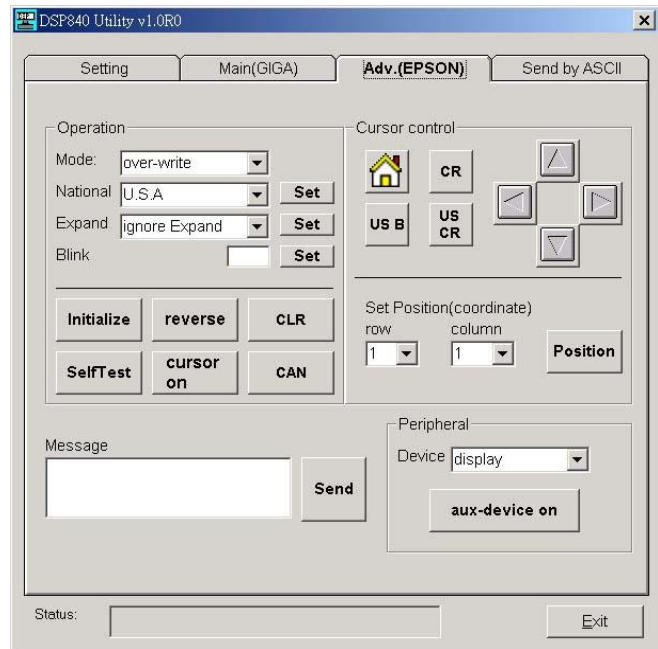 DSP840 Utility v1.0R0
Setting
Main(GIGA)
Adv.(EPSON)
Send by ASCII
Operation
Mode:
over-write
National
U.S.A
Set
Expand
ignore Expand
Set
Blink
Set
Initialize
reverse
CLR
SelfTest
cursor
on
CAN
Cursor control
CR
US B
US
CR
Set Position(coordinate)
row
column
1
1
Position
Message
Send
Peripheral
Device
display
aux-device on
Status:
Exit